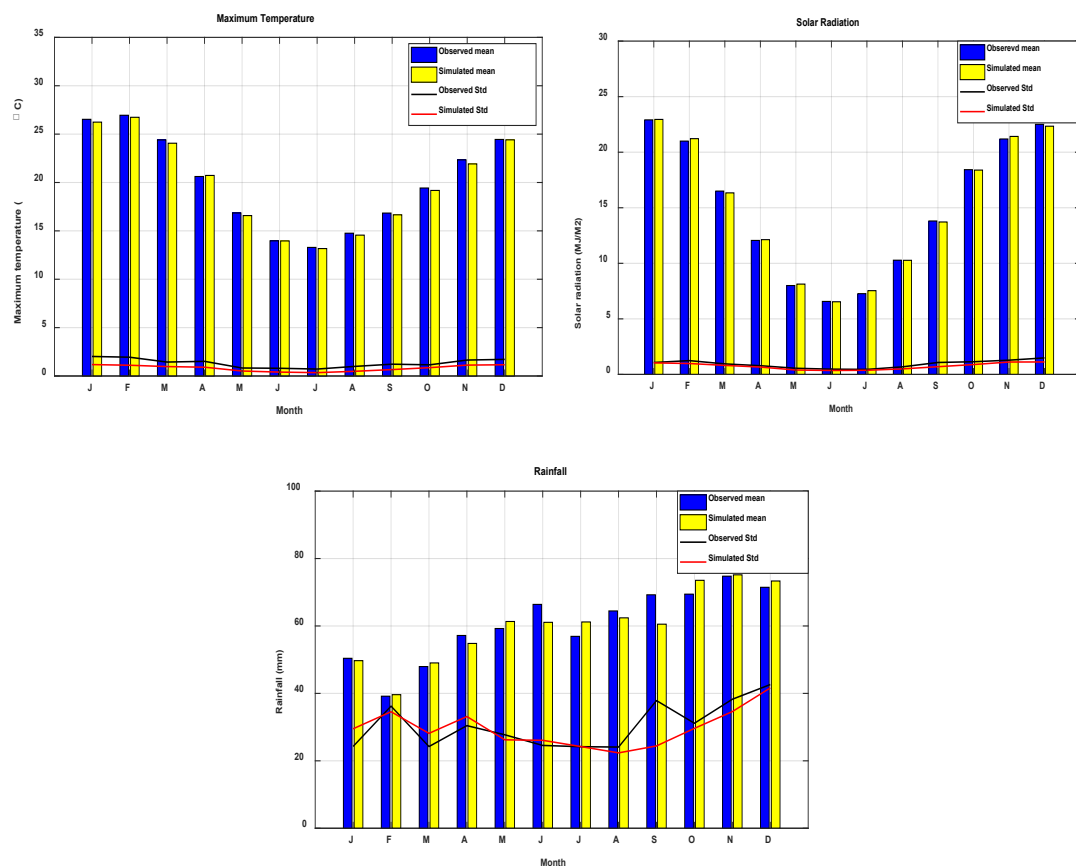 Maximum Temperature
35
30
25
20
15
10
5
0
Maximum temperature (□ C)
Observed mean
Simulated mean
Observed Std
Simulated Std
J F M A M J J A S O N D
Month
Solar Radiation
30
25
20
15
10
5
0
Solar radiation (MJ/M2)
Obserevd mean
Simulated mean
Observed Std
Simulated Std
J F M A M J J A S O N D
Month
Rainfall
100
80
60
40
20
0
Rainfall (mm)
Observed mean
Simulated mean
Observed Std
Simulated Std
J F M A M J J A S O N D
Month